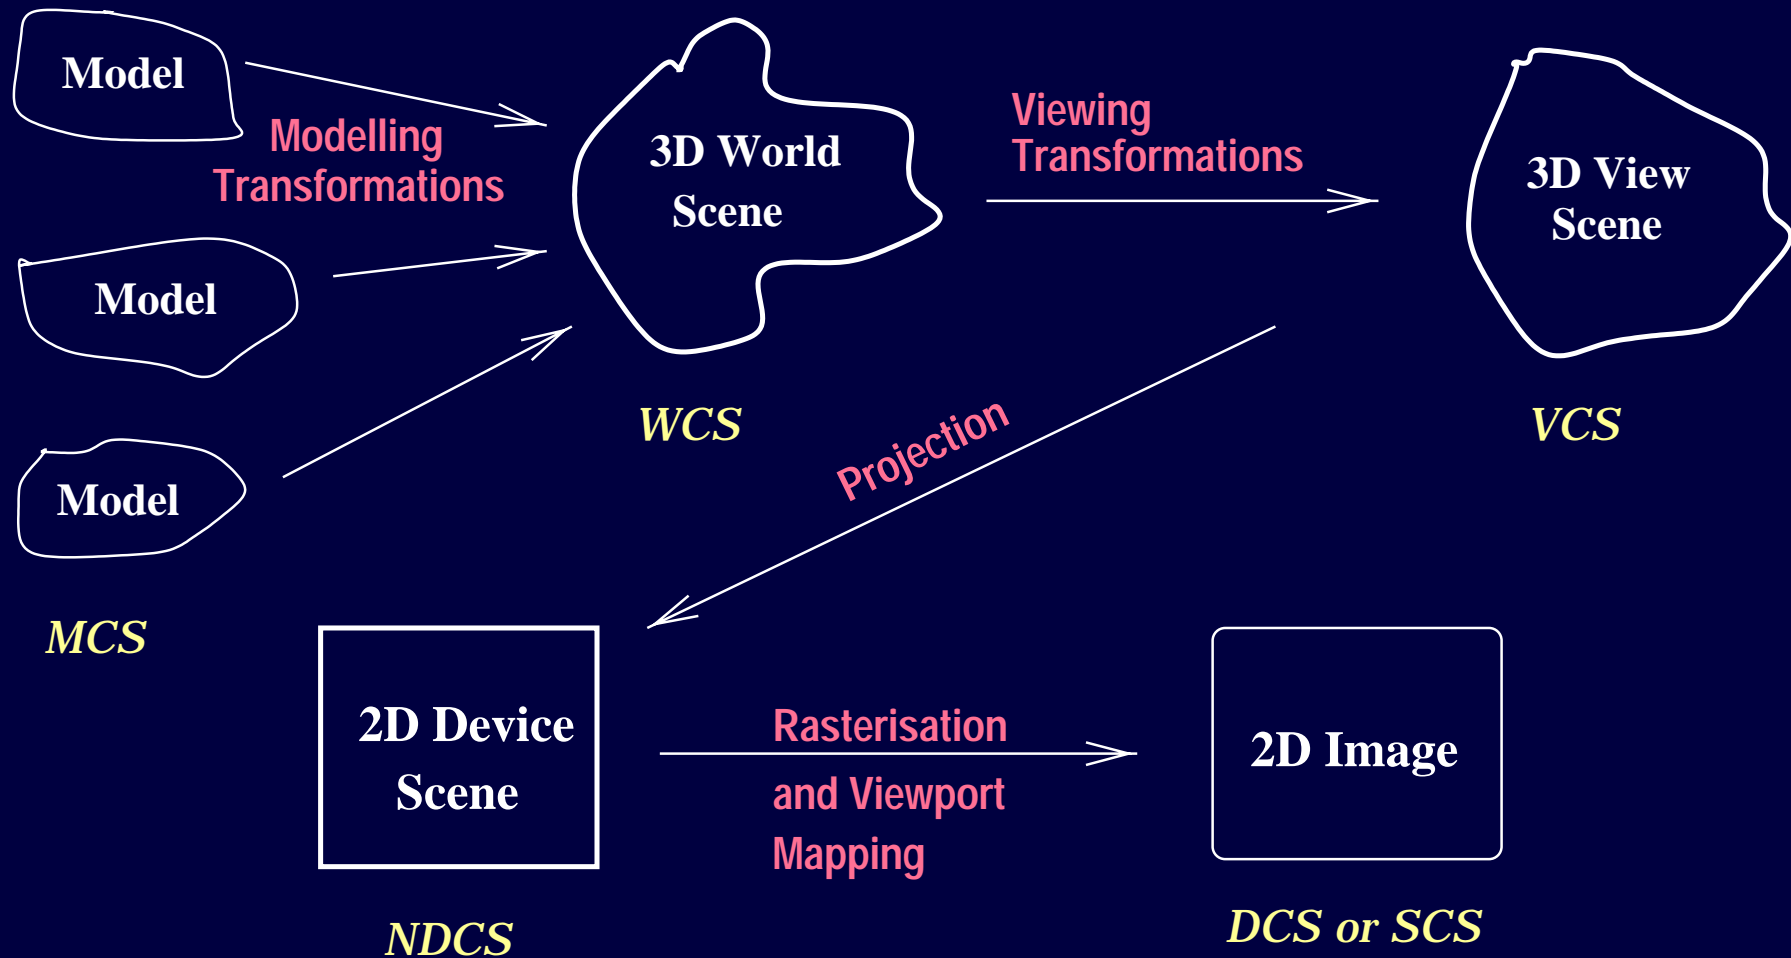 Model
Modelling
Transformations
Model
Model
MCS
3D World
Scene
WCS
Viewing
Transformations
3D View
Scene
VCS
Projection
2D Device
Scene
NDCS
Rasterisation
and Viewport
Mapping
2D Image
DCS or SCS